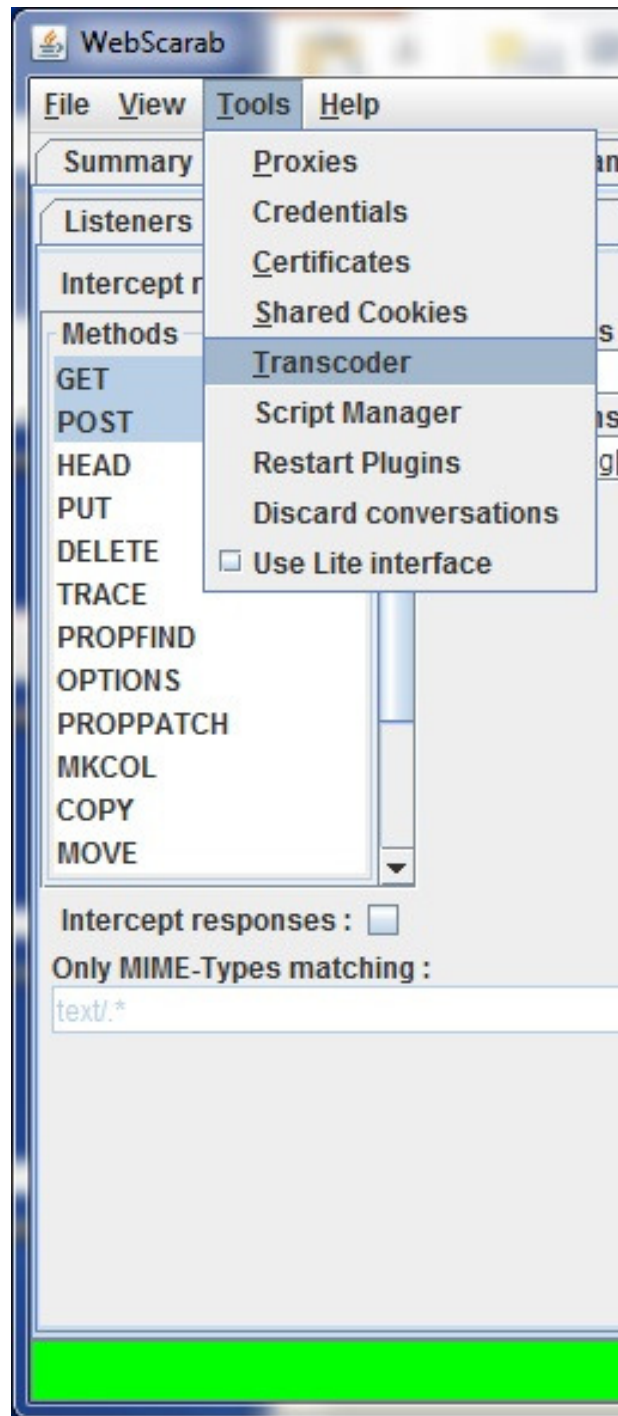 WebScarab
File View Tools Help
Summary
Proxies
Listeners
Credentials
Certificates
Intercept r
Shared Cookies
Methods
Transcoder
GET
Script Manager
POST
Restart Plugins
HEAD
Discard conversations
PUT
Use Lite interface
DELETE
TRACE
PROPFIND
OPTIONS
PROPPATCH
MKCOL
COPY
MOVE
Intercept responses :
Only MIME-Types matching :
text/.*